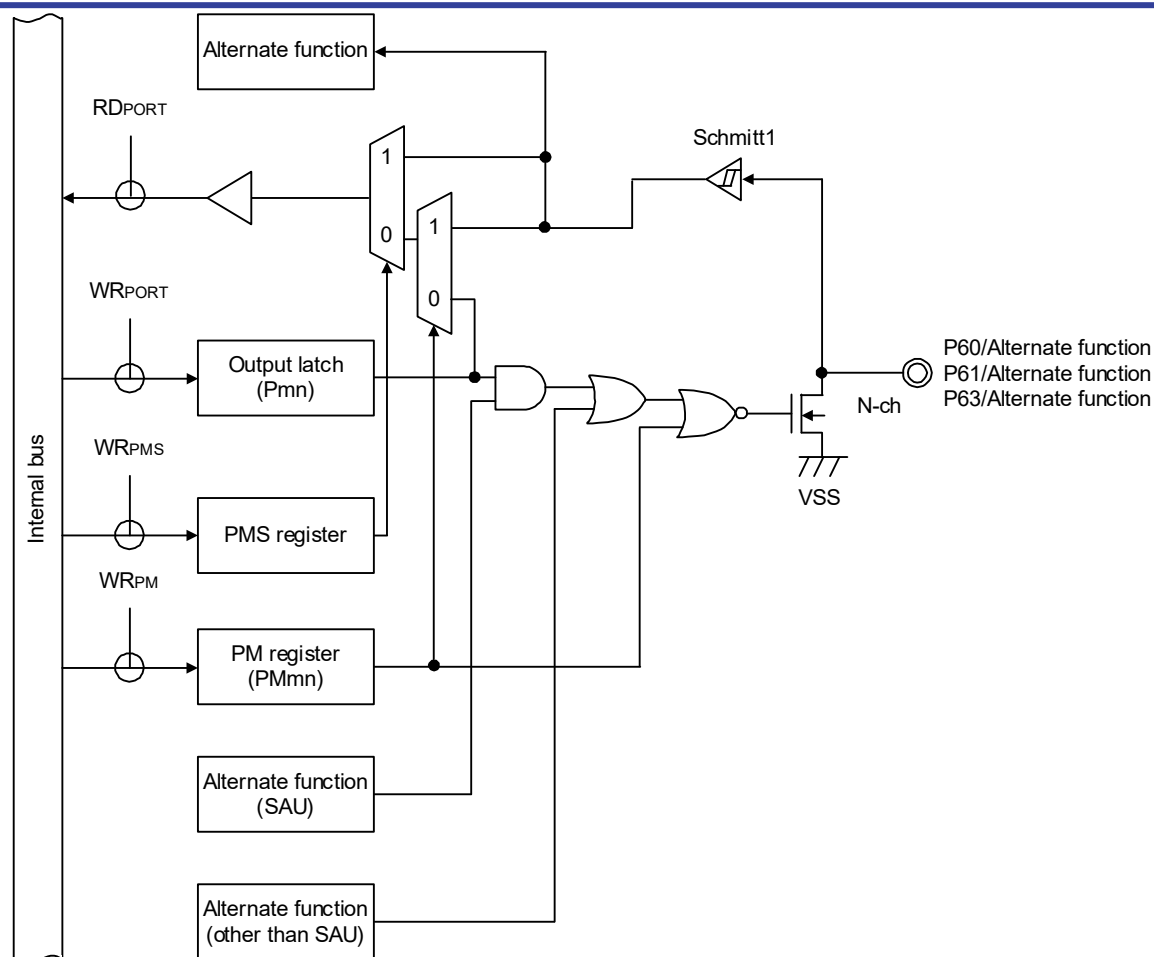 Alternate function
RDPORT
Schmitt1
1
0
1
0
WRPORT
Output latch
(Pmn)
P60/Alternate function
P61/Alternate function
P63/Alternate function
N-ch
VSS
Internal bus
WRPMS
PMS register
WRPM
PM register
(PMmn)
Alternate function
(SAU)
Alternate function
(other than SAU)